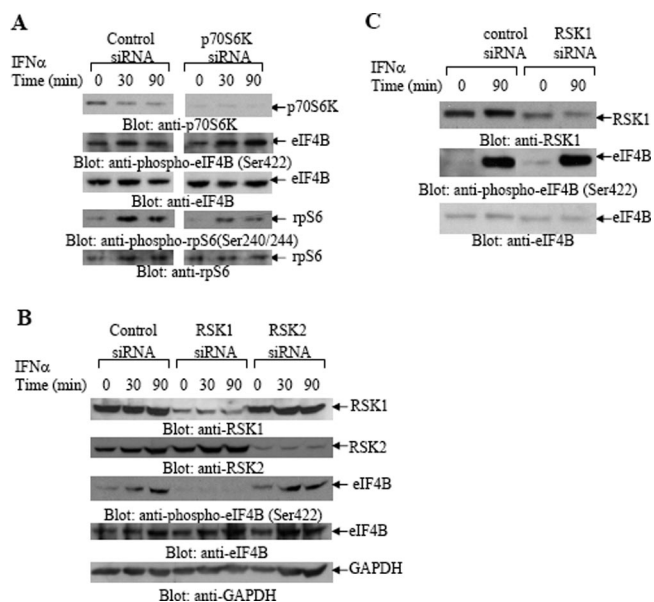 A
Control siRNA
p70S6K siRNA
IFNα
Time (min) 0 30 90 0 30 90
p70S6K
Blot: anti-p70S6K
eIF4B
Blot: anti-phospho-eIF4B (Ser422)
eIF4B
Blot: anti-eIF4B
rpS6
Blot: anti-phospho-rpS6(Ser240/244)
rpS6
Blot: anti-rpS6
B
Control siRNA
RSK1 siRNA
RSK2 siRNA
IFNα
Time (min) 0 30 90 0 30 90 0 30 90
RSK1
Blot: anti-RSK1
RSK2
Blot: anti-RSK2
eIF4B
Blot: anti-phospho-eIF4B (Ser422)
eIF4B
Blot: anti-eIF4B
GAPDH
Blot: anti-GAPDH
C
control siRNA
RSK1 siRNA
IFNα
Time (min) 0 90 0 90
RSK1
Blot: anti-RSK1
eIF4B
Blot: anti-phospho-eIF4B (Ser422)
eIF4B
Blot: anti-eIF4B